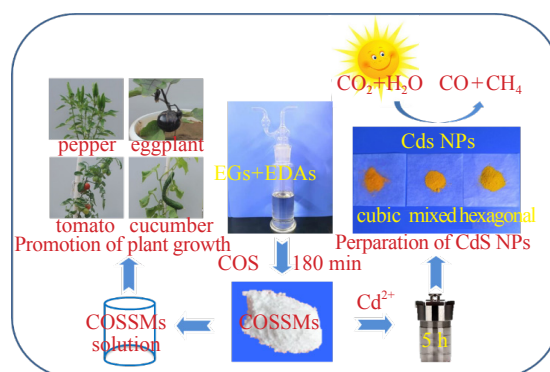 CO₂+H₂O CO+CH₄
Cds NPs
pepper eggplant
EGs+EDAs
tomato cucumber
cubic mixed hexagonal
Promotion of plant growth
Perparation of CdS NPs
COS 180 min
COSSMs
solution
COSSMs
Cd²⁺
5 h